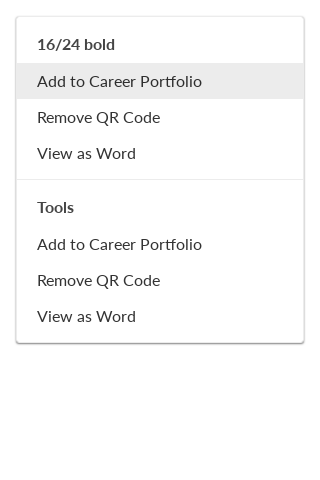 16/24 bold
Add to Career Portfolio
Remove QR Code
View as Word
Tools
Add to Career Portfolio
Remove QR Code
View as Word